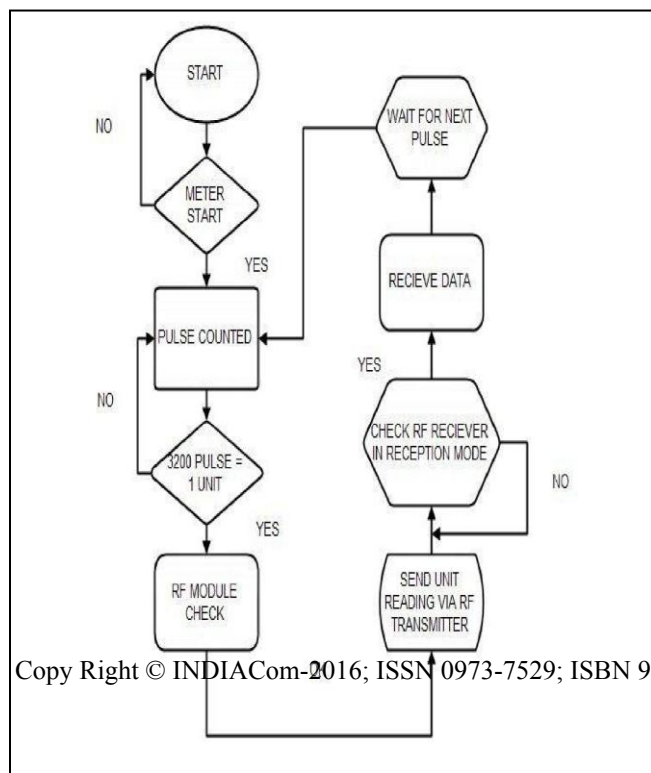 START
NO
METER
START
YES
PULSE COUNTED
NO
3200 PULSE =
1 UNIT
YES
RF MODULE
CHECK
SEND UNIT
READING VIA RF
TRANSMITTER
CHECK RF RECIEVER
IN RECEPTION MODE
NO
YES
RECIEVE DATA
WAIT FOR NEXT
PULSE
Copy Right © INDIACom-2016; ISSN 0973-7529; ISBN 9